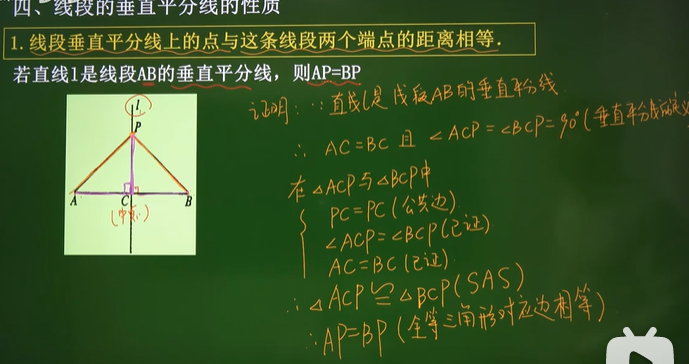 四、线段的垂直平分线的性质
1.线段垂直平分线上的点与这条线段两个端点的距离相等.
若直线l是线段AB的垂直平分线，则AP=BP
l
P
A C B
(中点)
证明：∵直线l是线段AB的垂直平分线
∴ AC=BC 且 ∠ACP=∠BCP=90°(垂直平分线的定义
在△ACP与△BCP中
PC=PC(公共边)
∠ACP=∠BCP(已证)
AC=BC(已证)
∴△ACP≌△BCP(SAS)
∴AP=BP(全等三角形对应边相等)